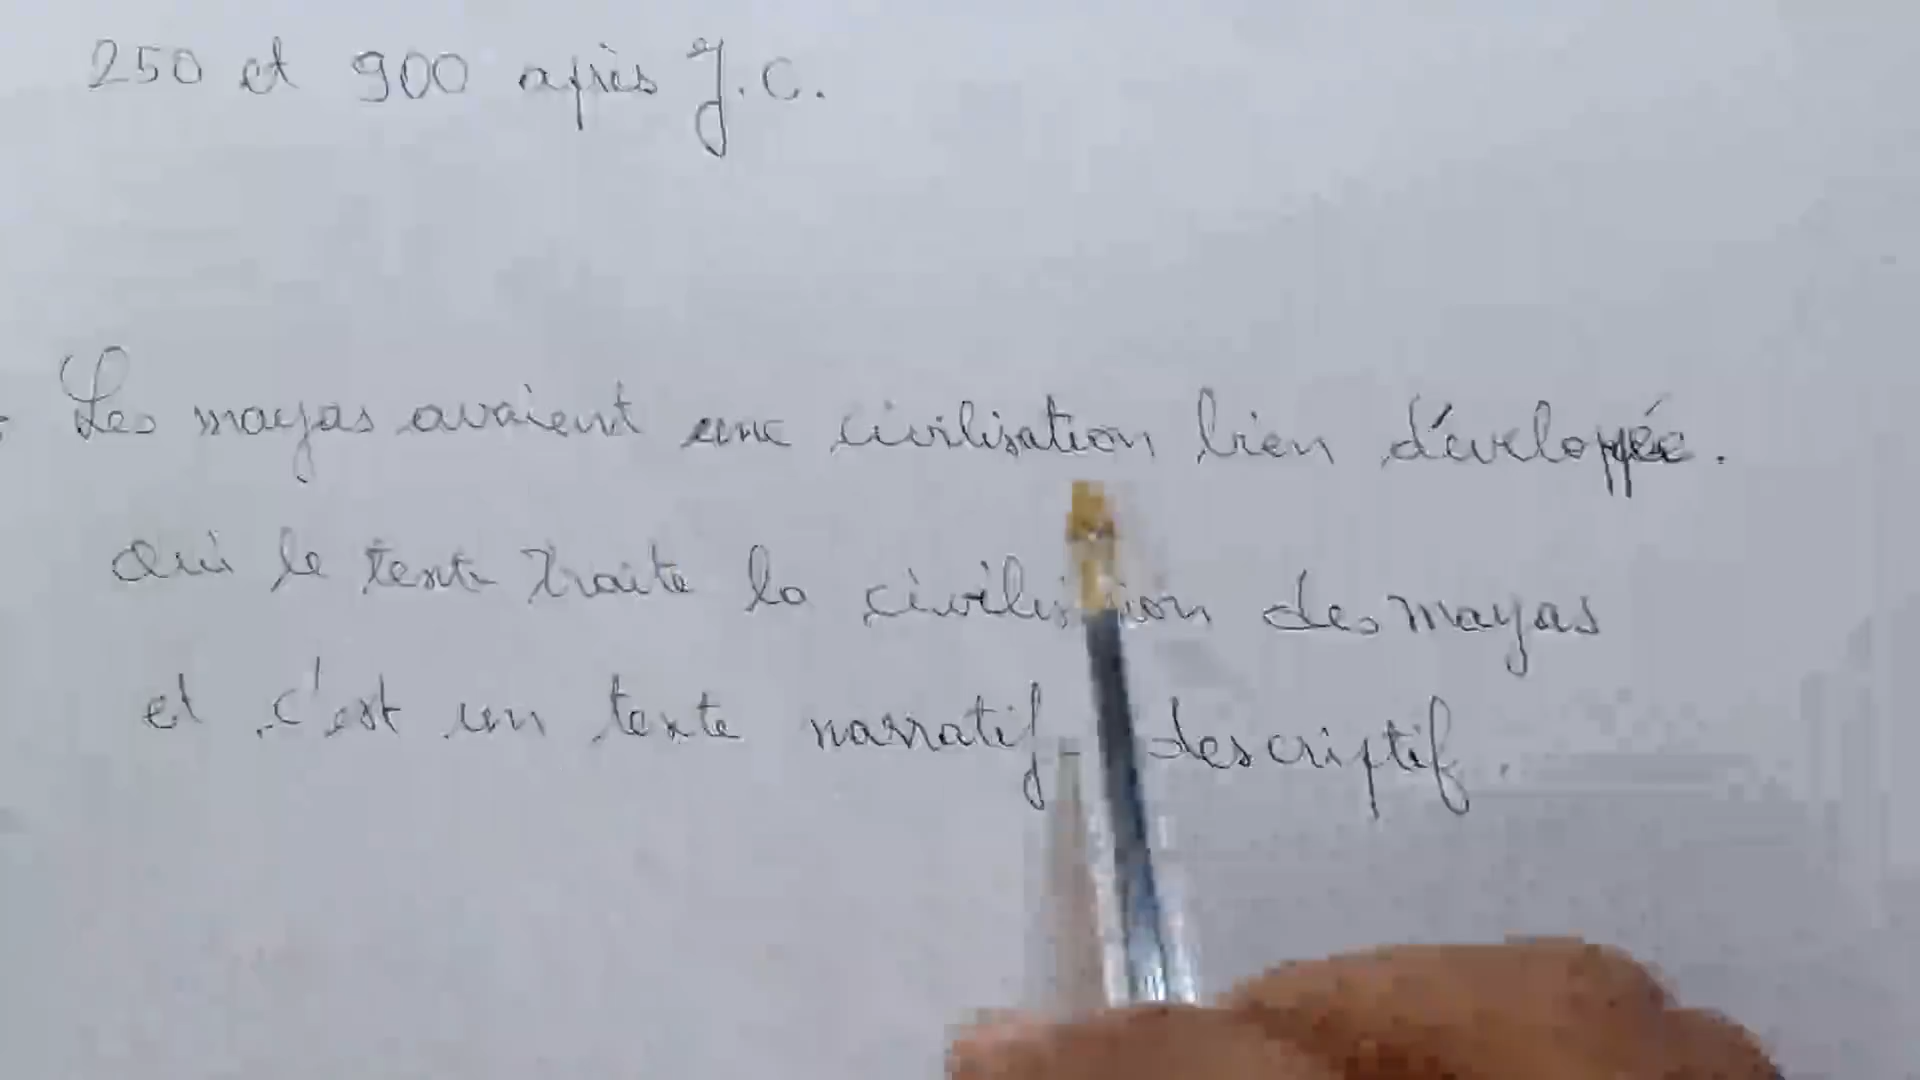 250 et 900 après J.C.
Les mayas avaient une civilisation bien développée.
Oui le texte traite la civilisation des mayas
et c'est un texte narratif - descriptif.